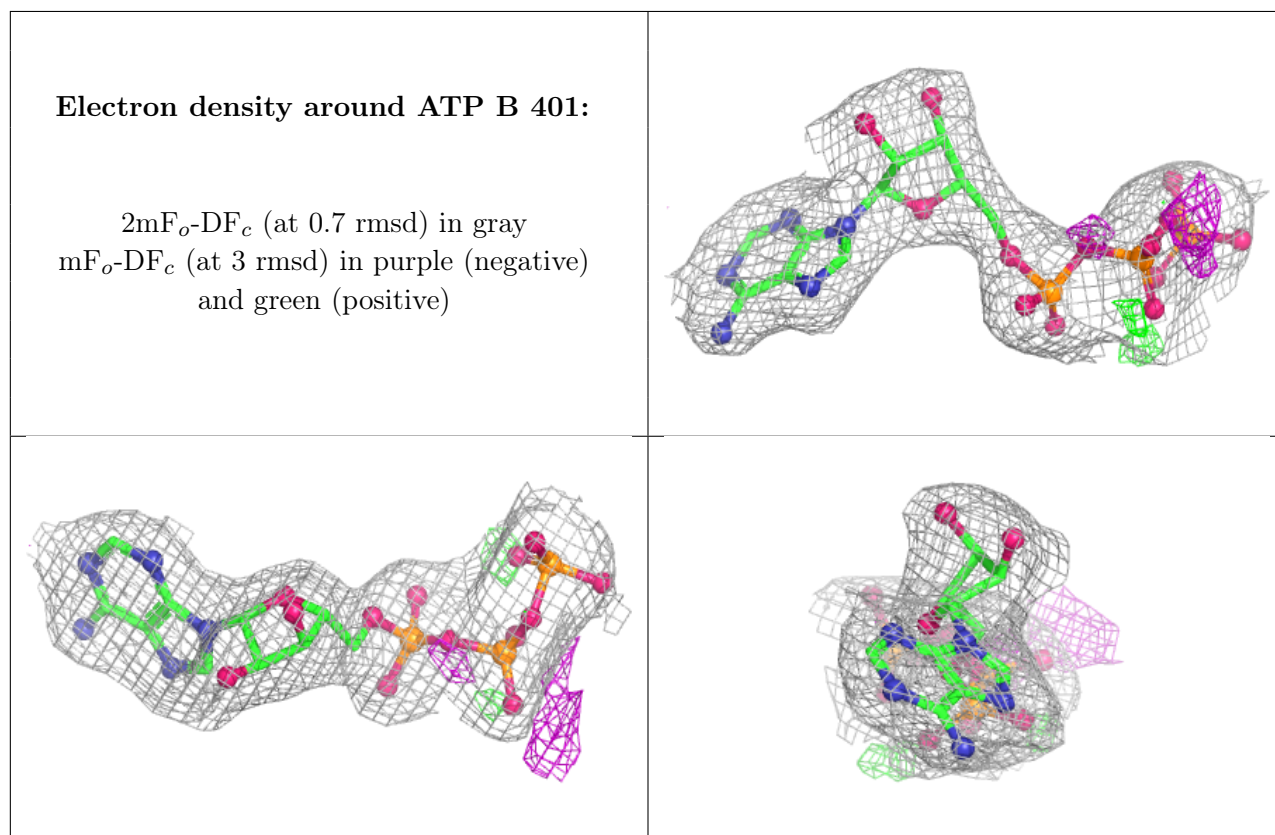 Electron density around ATP B 401:
2mFₒ-DF𝒸 (at 0.7 rmsd) in gray
mFₒ-DF𝒸 (at 3 rmsd) in purple (negative)
and green (positive)